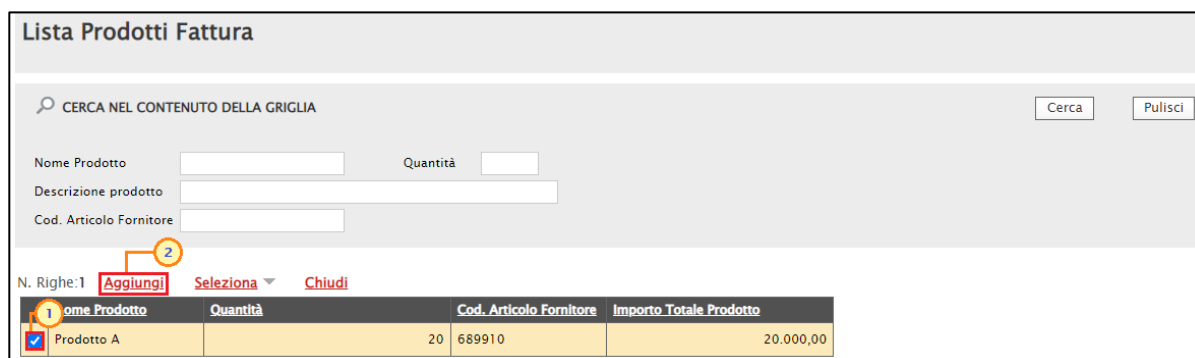 Lista Prodotti Fattura
CERCA NEL CONTENUTO DELLA GRIGLIA Cerca Pulisci
Nome Prodotto Quantità
Descrizione prodotto
Cod. Articolo Fornitore
2
N. Righe:1 Aggiungi Seleziona Chiudi
1 ome Prodotto Quantità Cod. Articolo Fornitore Importo Totale Prodotto
Prodotto A 20 689910 20.000,00